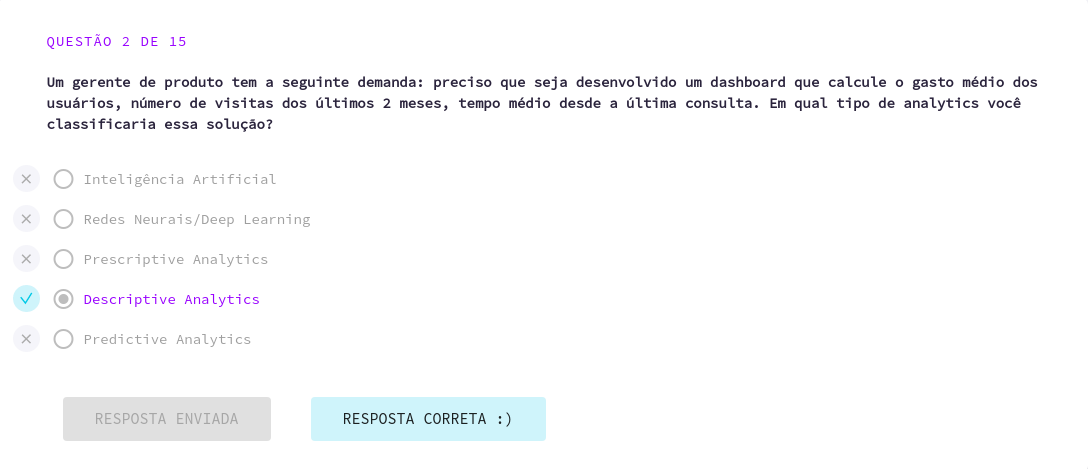 QUESTÃO 2 DE 15
Um gerente de produto tem a seguinte demanda: preciso que seja desenvolvido um dashboard que calcule o gasto médio dos
usuários, número de visitas dos últimos 2 meses, tempo médio desde a última consulta. Em qual tipo de analytics você
classificaria essa solução?
Inteligência Artificial
Redes Neurais/Deep Learning
Prescriptive Analytics
Descriptive Analytics
Predictive Analytics
RESPOSTA ENVIADA
RESPOSTA CORRETA :)